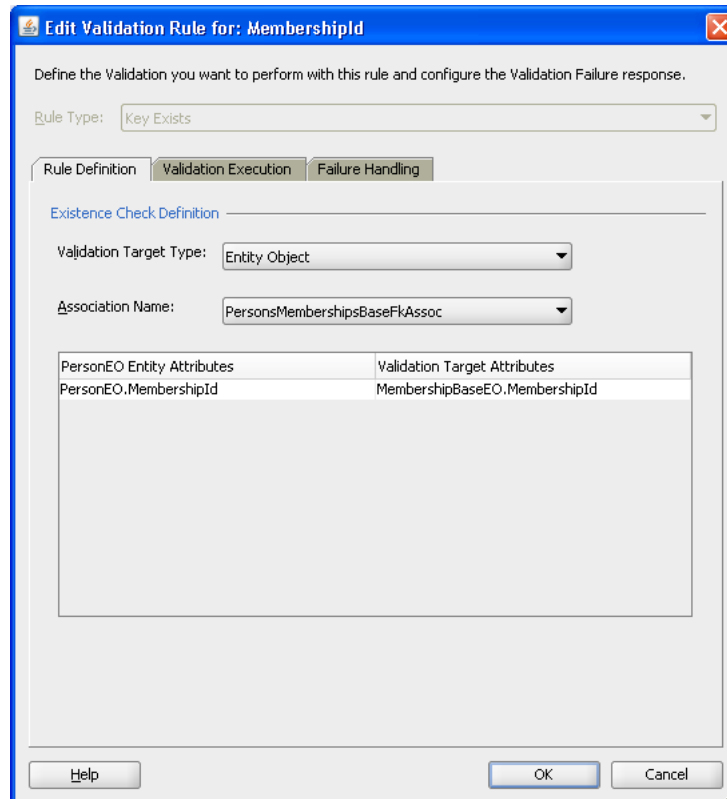 Edit Validation Rule for: MembershipId
Define the Validation you want to perform with this rule and configure the Validation Failure response.
Rule Type: Key Exists
Rule Definition Validation Execution Failure Handling
Existence Check Definition
Validation Target Type: Entity Object
Association Name: PersonsMembershipsBaseFkAssoc
PersonEO Entity Attributes Validation Target Attributes
PersonEO.MembershipId MembershipBaseEO.MembershipId
Help OK Cancel